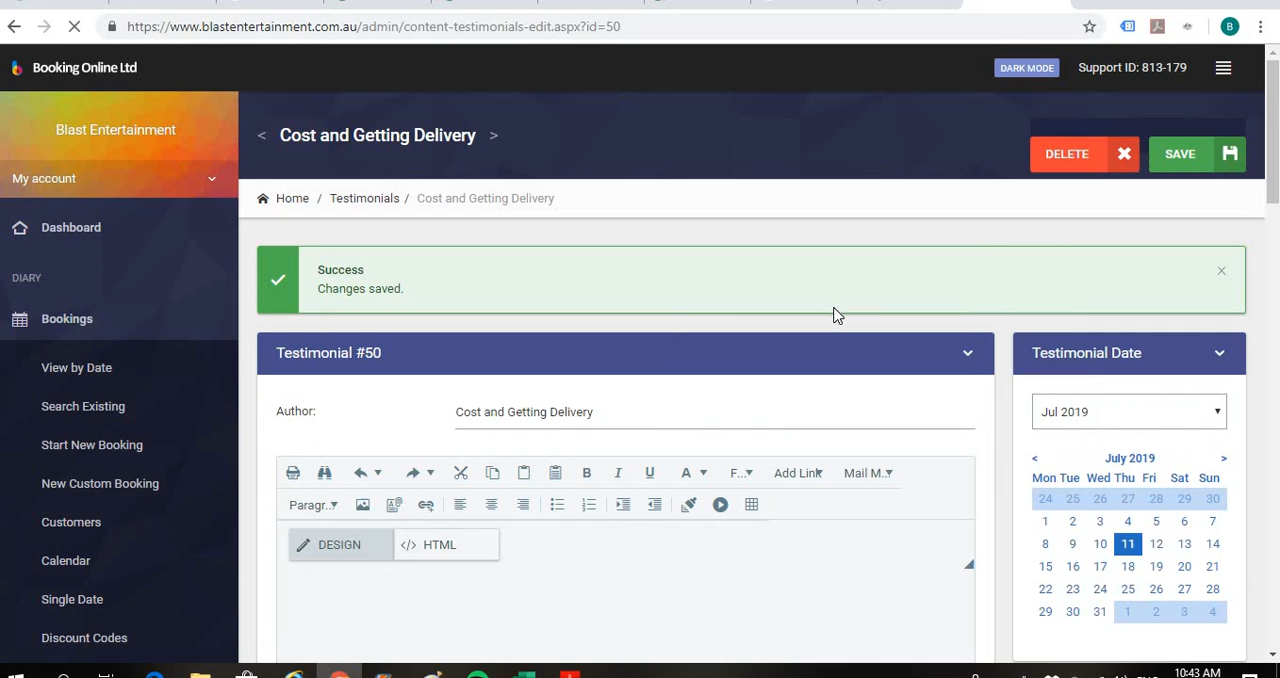 https://www.blastentertainment.com.au/admin/content-testimonials-edit.aspx?id=50
B
Booking Online Ltd
DARK MODE
Support ID: 813-179
Blast Entertainment
My account
< Cost and Getting Delivery >
DELETE
SAVE
Home / Testimonials / Cost and Getting Delivery
Dashboard
DIARY
Bookings
View by Date
Search Existing
Start New Booking
New Custom Booking
Customers
Calendar
Single Date
Discount Codes
Success
Changes saved.
Testimonial #50
Author:
Cost and Getting Delivery
B I U A F... Add Link Mail M...
Paragr...
DESIGN
HTML
Testimonial Date
Jul 2019
< July 2019 >
Mon Tue Wed Thu Fri Sat Sun
24 25 26 27 28 29 30
1 2 3 4 5 6 7
8 9 10 11 12 13 14
15 16 17 18 19 20 21
22 23 24 25 26 27 28
29 30 31 1 2 3 4
10:43 AM